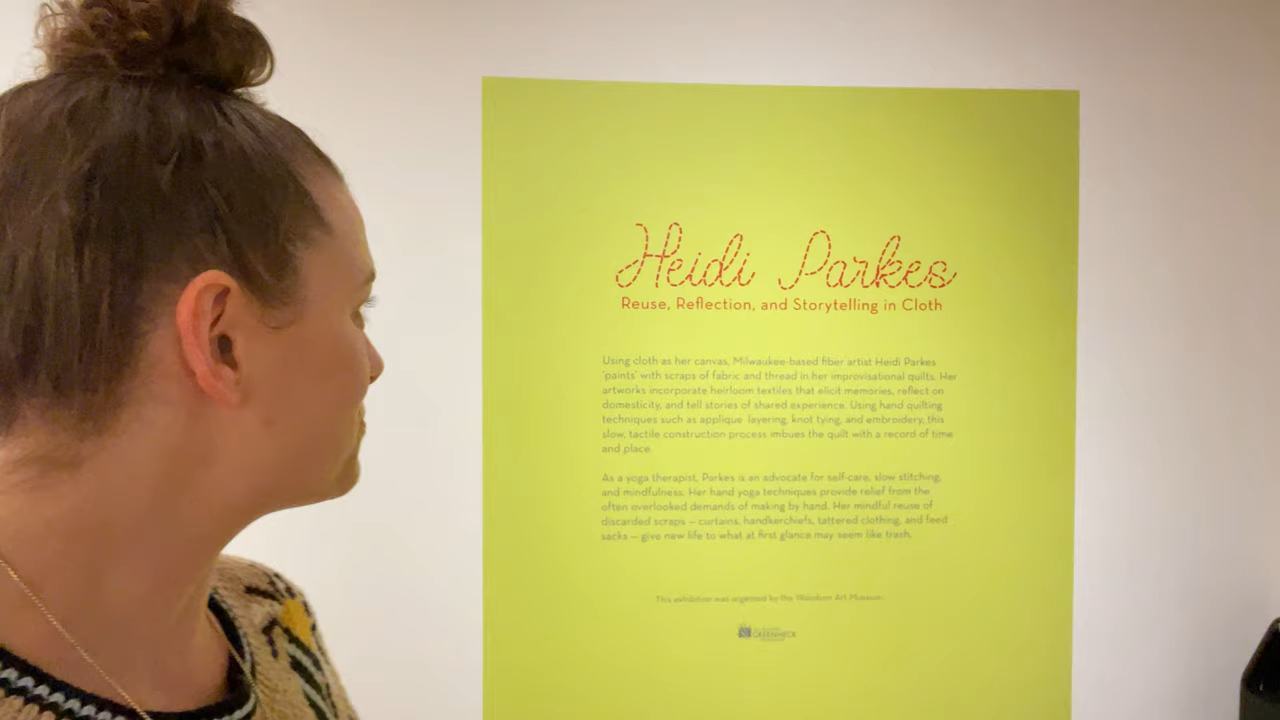 Heidi Parkes
Reuse, Reflection, and Storytelling in Cloth
Using cloth as her canvas, Milwaukee-based fiber artist Heidi Parkes
'paints' with scraps of fabric and thread in her improvisational quilts. Her
artworks incorporate heirloom textiles that elicit memories, reflect on
domesticity, and tell stories of shared experience. Using hand quilting
techniques such as applique layering, knot tying, and embroidery, this
slow, tactile construction process imbues the quilt with a record of time
and place.
As a yoga therapist, Parkes is an advocate for self-care, slow stitching,
and mindfulness. Her hand yoga techniques provide relief from the
often overlooked demands of making by hand. Her mindful reuse of
discarded scraps — curtains, handkerchiefs, tattered clothing, and feed
sacks — give new life to what at first glance may seem like trash.
This exhibition was organized by the Woodson Art Museum.
GREENHECK